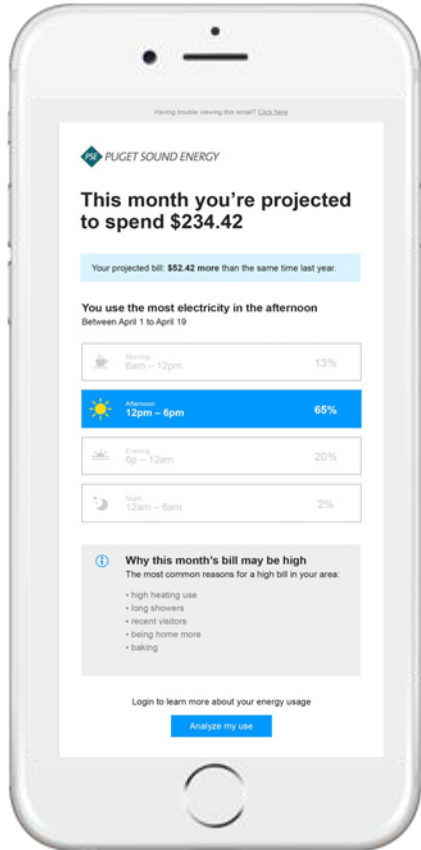 Having trouble viewing this email? Click here
PSE PUGET SOUND ENERGY
This month you’re projected
to spend $234.42
Your projected bill: $52.42 more than the same time last year.
You use the most electricity in the afternoon
Between April 1 to April 19
Morning
6am – 12pm 13%
Afternoon
12pm – 6pm 65%
Evening
6p – 12am 20%
Night
12am – 6am 2%
Why this month’s bill may be high
The most common reasons for a high bill in your area:
• high heating use
• long showers
• recent visitors
• being home more
• baking
Login to learn more about your energy usage
Analyze my use